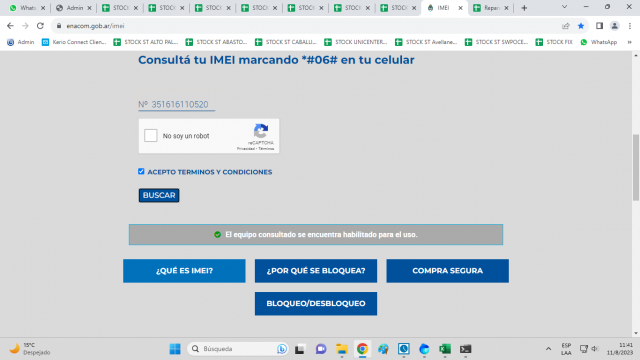 Whats
Admin
STOCK
STOCK
STOCK
STOCK
STOCK
STOCK
IMEI
Repa
enacom.gob.ar/imei
Admin
Kerio Connect Clien...
STOCK ST ALTO PAL...
STOCK ST ABASTO...
STOCK ST CABALLI...
STOCK UNICENTER...
STOCK ST Avellane...
STOCK ST SWPOCE...
STOCK FIX
WhatsApp
Consultá tu IMEI marcando *#06# en tu celular
Nº 351616110520
No soy un robot
reCAPTCHA
Privacidad - Términos
ACEPTO TERMINOS Y CONDICIONES
BUSCAR
El equipo consultado se encuentra habilitado para el uso.
¿QUÉ ES IMEI?
¿POR QUÉ SE BLOQUEA?
COMPRA SEGURA
BLOQUEO/DESBLOQUEO
15°C
Despejado
Búsqueda
ESP
LAA
11:41
11/8/2023